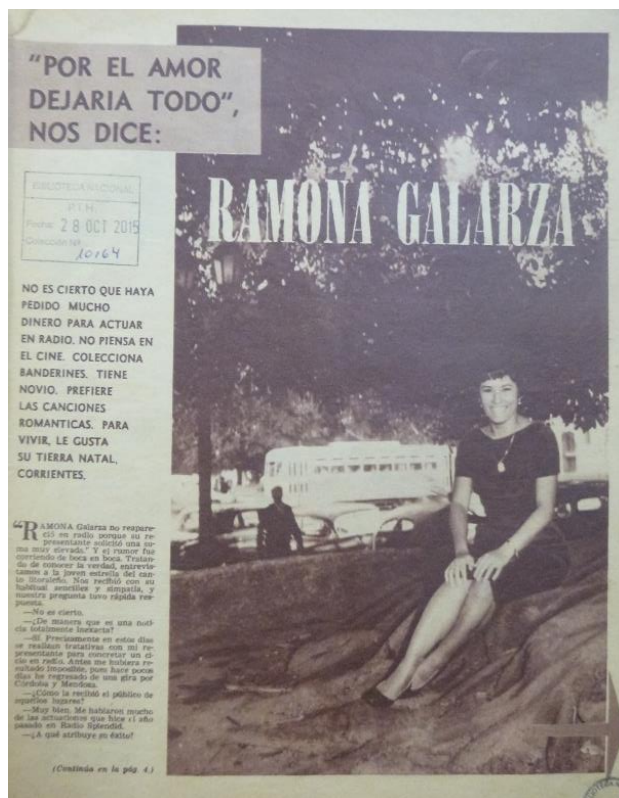 "POR EL AMOR
DEJARIA TODO",
NOS DICE:
RAMONA GALARZA
BIBLIOTECA NACIONAL
Fecha: 28 OCT 2015
Colección Nº
10064
NO ES CIERTO QUE HAYA
PEDIDO MUCHO
DINERO PARA ACTUAR
EN RADIO. NO PIENSA EN
EL CINE. COLECCIONA
BANDERINES. TIENE
NOVIO. PREFIERE
LAS CANCIONES
ROMANTICAS. PARA
VIVIR, LE GUSTA
SU TIERRA NATAL,
CORRIENTES.
"RAMONA Galarza no reapare-
ció en radio porque su re-
presentante solicitó una su-
ma muy elevada." Y el rumor fue
corriendo de boca en boca. Tratan-
do de conocer la verdad, entrevis-
tamos a la joven estrella del can-
to litoraleño. Nos recibió con su
habitual sencillez y simpatía, y
nuestra pregunta tuvo rápida res-
puesta.
—No es cierto.
—¿De manera que es una noti-
cia totalmente inexacta?
—Sí. Precisamente en estos días
se realizan tratativas con mi re-
presentante para concretar un ci-
clo en radio. Antes me hubiera re-
sultado imposible, pues hace pocos
días he regresado de una gira por
Córdoba y Mendoza.
—¿Cómo la recibió el público de
aquellos lugares?
—Muy bien. Me hablaron mucho
de las actuaciones que hice el año
pasado en Radio Splendid.
—¿A qué atribuye su éxito?
(Continúa en la pág. 4.)